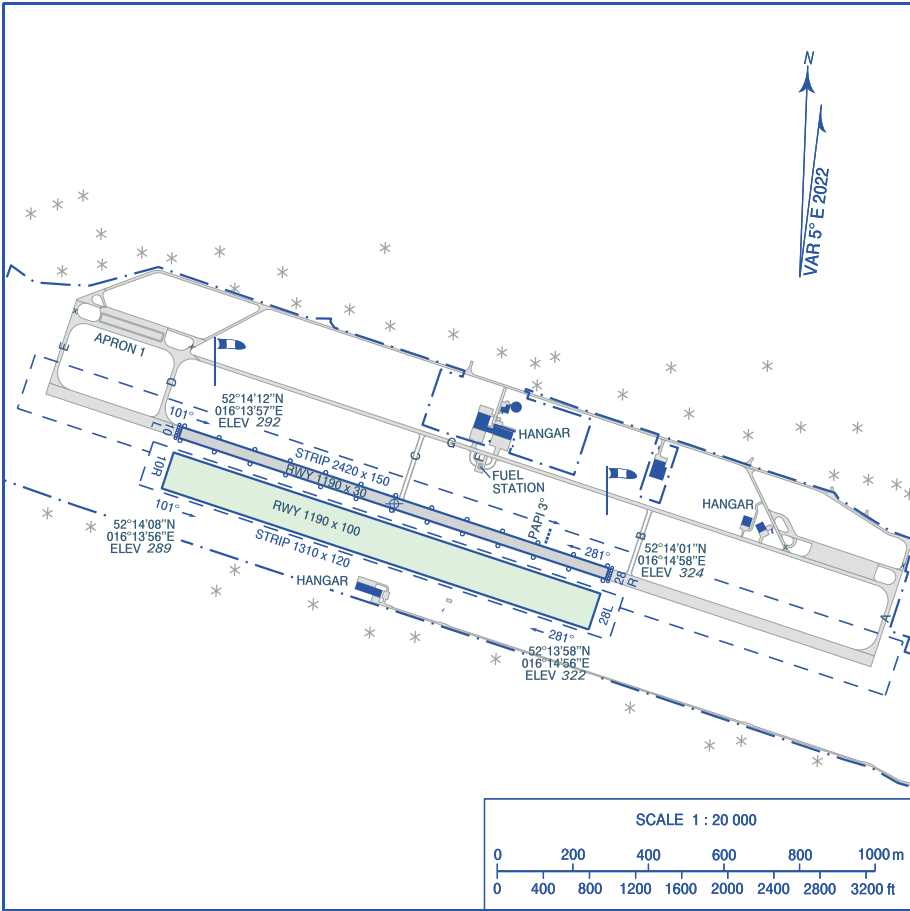 N
VAR 5° E 2022
APRON 1
E
D
101°
52°14'12"N
016°13'57"E
ELEV 292
10L
STRIP 2420 x 150
RWY 1190 x 30
C
G
F
HANGAR
FUEL
STATION
10R
101°
RWY 1190 x 100
STRIP 1310 x 120
52°14'08"N
016°13'56"E
ELEV 289
HANGAR
PAPI 3°
281°
B
HANGAR
52°14'01"N
016°14'58"E
ELEV 324
28R
28L
281°
52°13'58"N
016°14'56"E
ELEV 322
A
SCALE 1 : 20 000
0 200 400 600 800 1000 m
0 400 800 1200 1600 2000 2400 2800 3200 ft